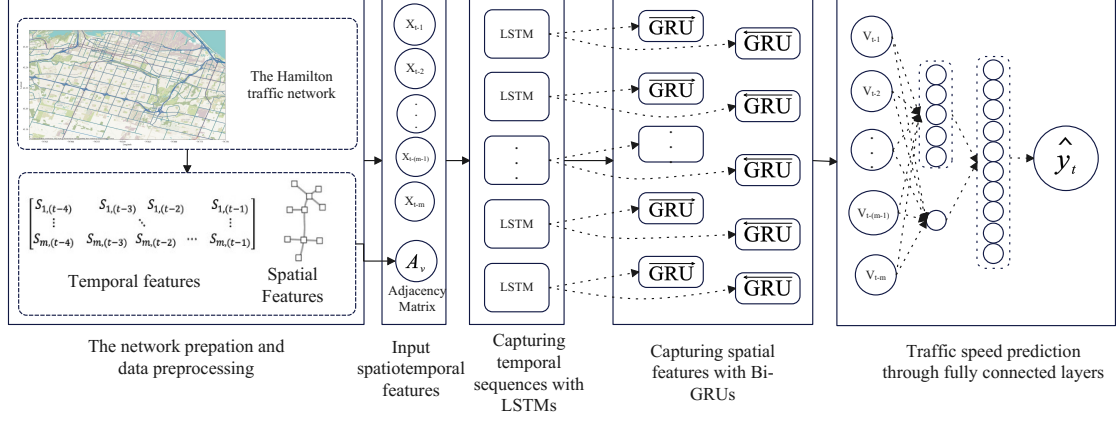 The Hamilton
traffic network
S1,(t−4) S1,(t−3) S1,(t−2) S1,(t−1)
⋮ ⋱ ⋮
Sm,(t−4) Sm,(t−3) Sm,(t−2) ⋯ Sm,(t−1)
Temporal features
Spatial
Features
The network prepation and
data preprocessing
Xt-1
Xt-2
.
.
.
Xt-(m-1)
Xt-m
Av
Adjacency
Matrix
Input
spatiotemporal
features
LSTM
LSTM
.
.
.
LSTM
LSTM
Capturing
temporal
sequences with
LSTMs
GRU
GRU
GRU
GRU
.
.
.
GRU
GRU
GRU
GRU
GRU
Capturing spatial
features with Bi-
GRUs
Vt-1
Vt-2
.
.
.
Vt-(m-1)
Vt-m
ŷt
Traffic speed prediction
through fully connected layers